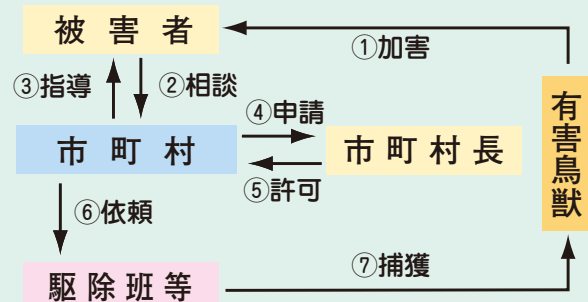 被害者
①加害
③指導
②相談
④申請
市町村
市町村長
有害鳥獣
⑤許可
⑥依頼
⑦捕獲
駆除班等